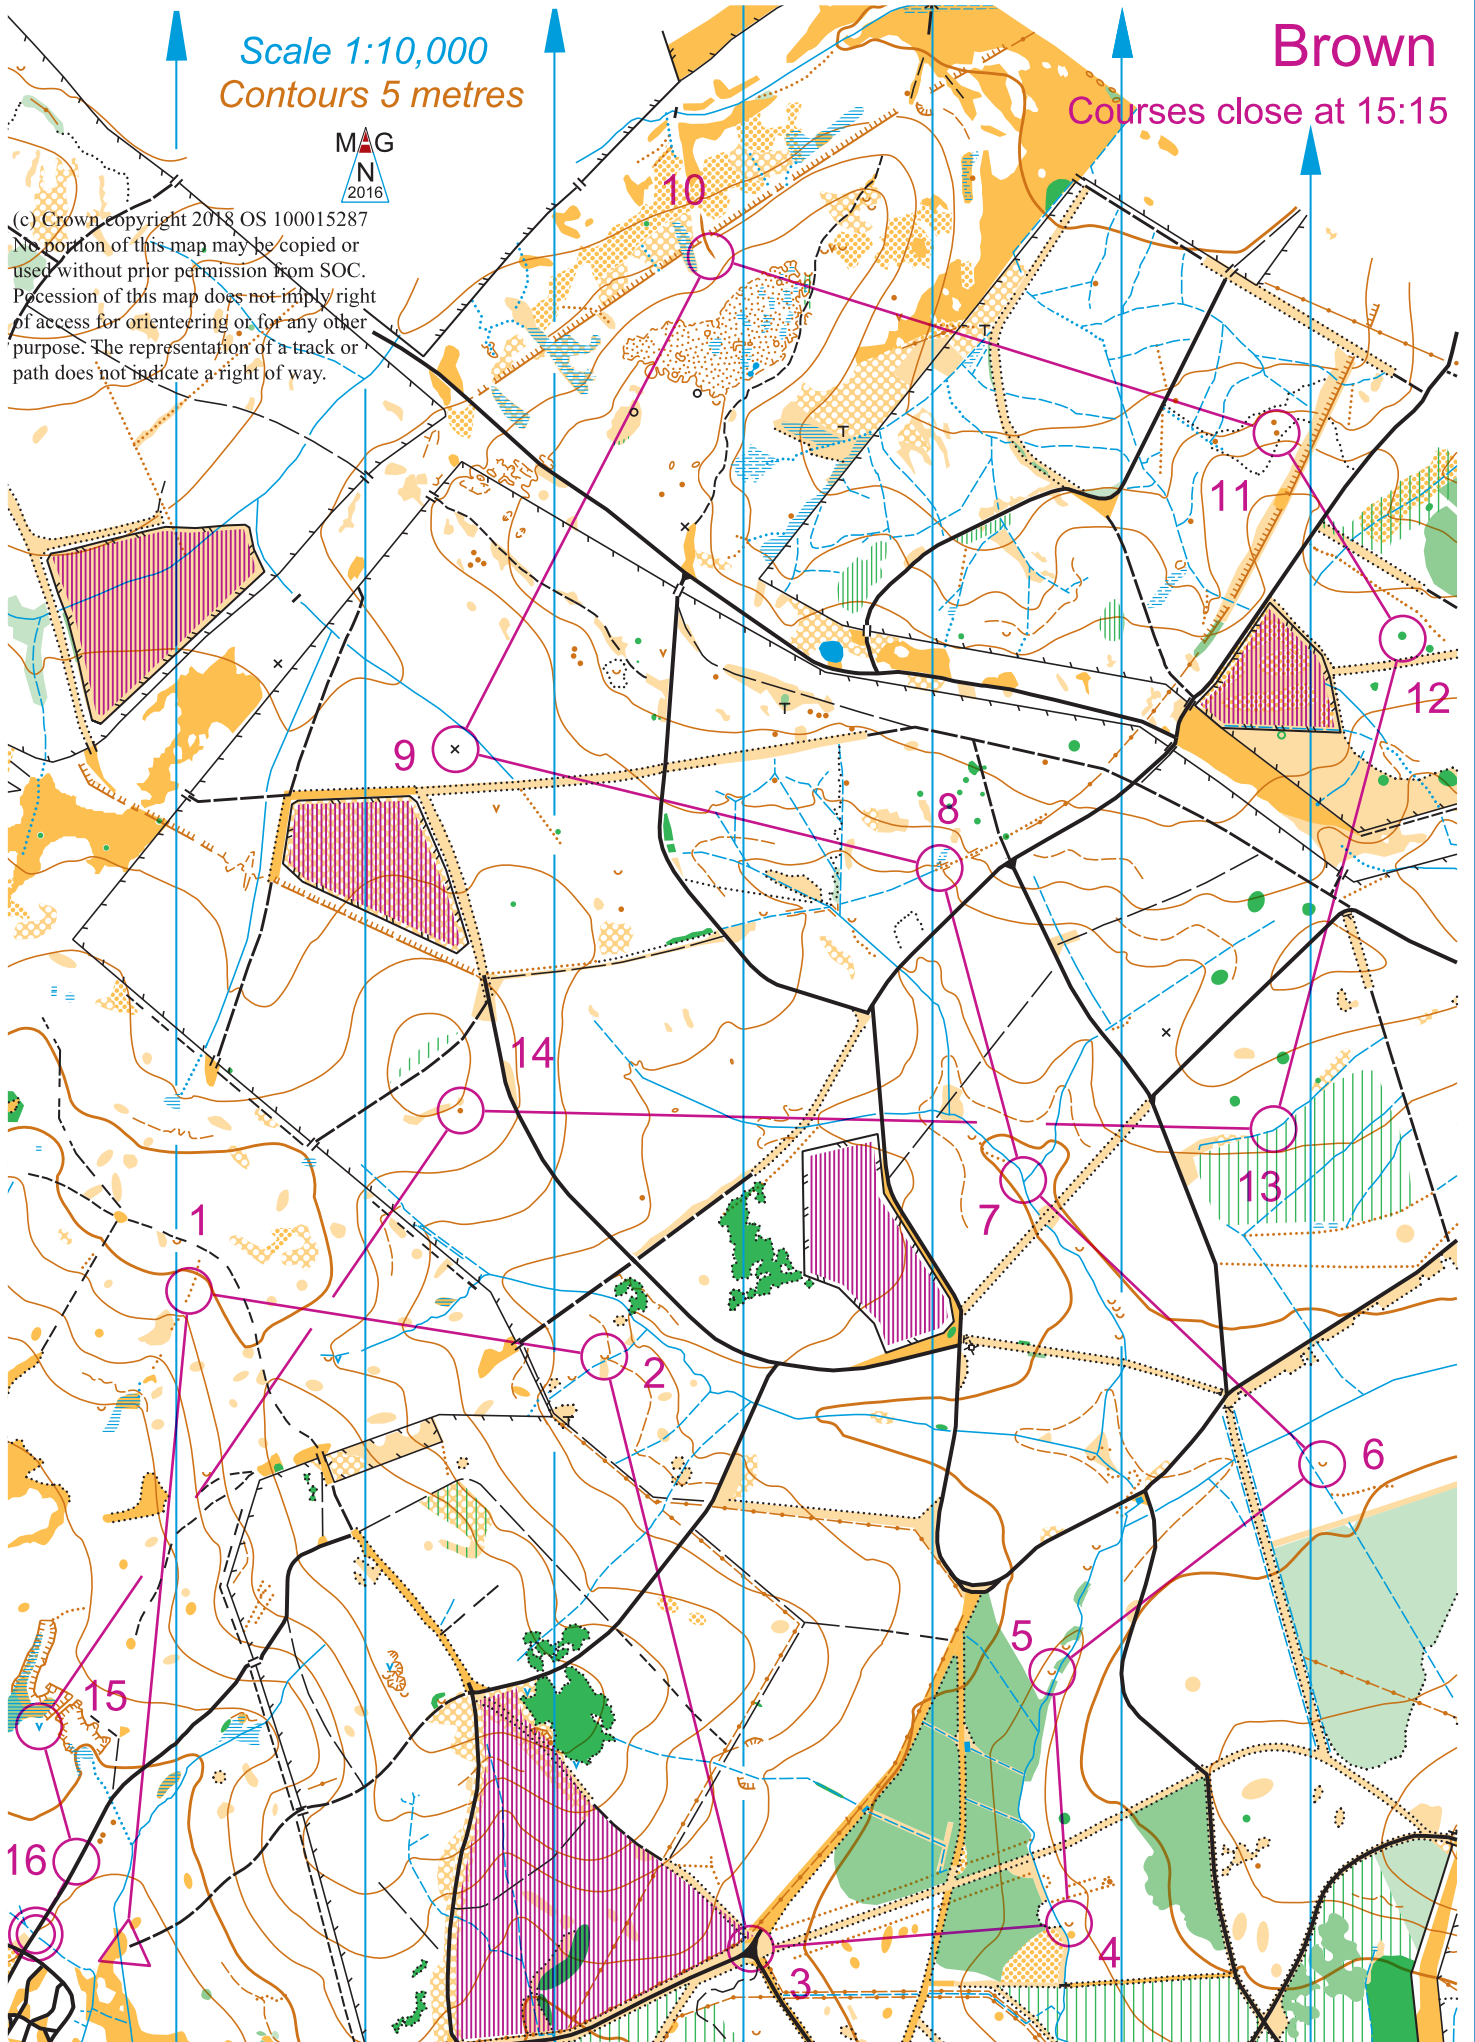 Scale 1:10,000
Contours 5 metres
Brown
Courses close at 15:15
MAG
N
2016
(c) Crown copyright 2018 OS 100015287
No portion of this map may be copied or
used without prior permission from SOC.
Pocession of this map does not imply right
of access for orienteering or for any other
purpose. The representation of a track or
path does not indicate a right of way.
10
11
12
9
8
14
13
1
7
2
6
5
15
16
4
3